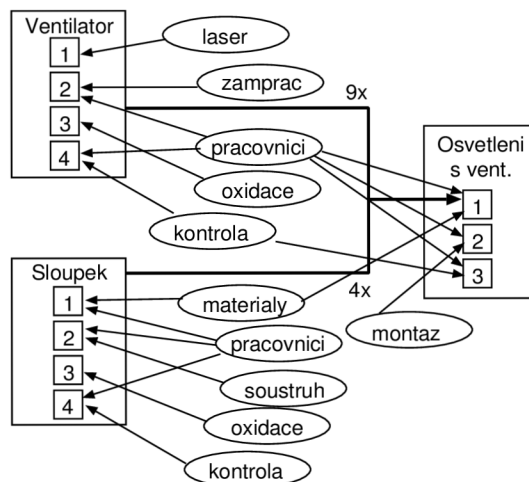 Ventilator
1
2
3
4
laser
zamprac
9x
pracovnici
oxidace
kontrola
Osvetleni
s vent.
1
2
3
Sloupek
1
2
3
4
materialy
4x
pracovnici
montaz
soustruh
oxidace
kontrola